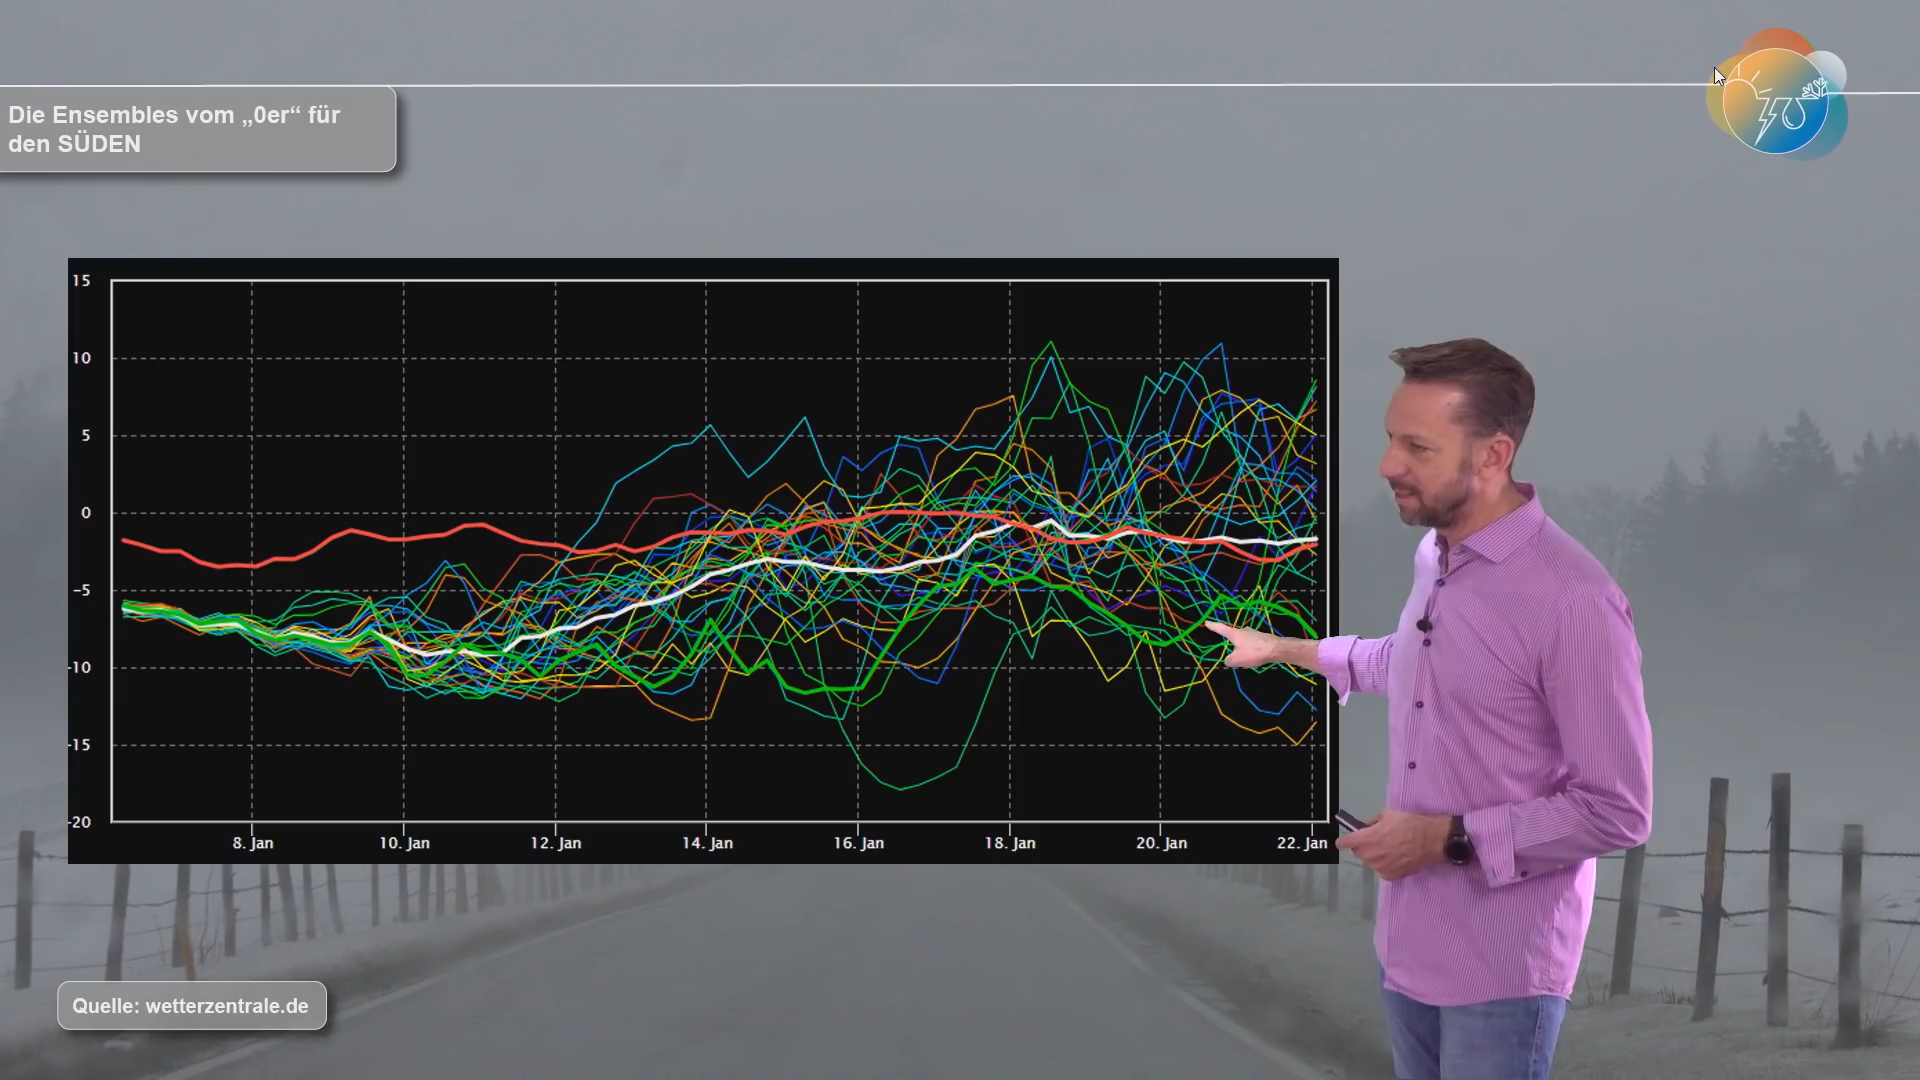 Die Ensembles vom „0er“ für
den SÜDEN
15
10
5
0
-5
-10
-15
-20
8. Jan
10. Jan
12. Jan
14. Jan
16. Jan
18. Jan
20. Jan
22. Jan
Quelle: wetterzentrale.de